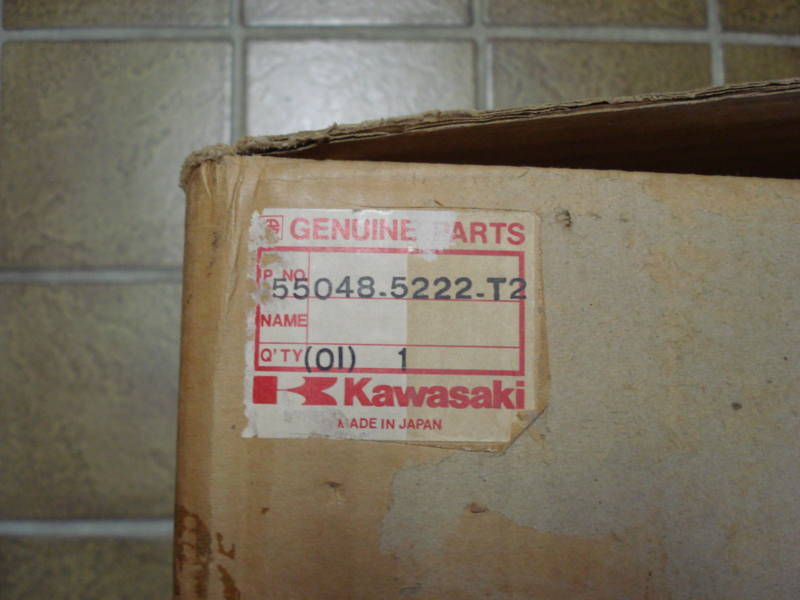 GENUINE PARTS
P. NO.
55048-5222-T2
NAME
Q'TY (01) 1
Kawasaki
MADE IN JAPAN